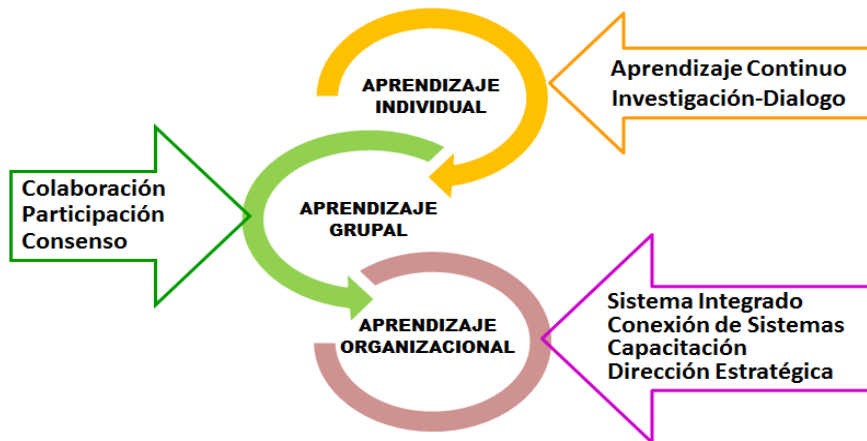 APRENDIZAJE
INDIVIDUAL
Aprendizaje Continuo
Investigación-Dialogo
Colaboración
Participación
Consenso
APRENDIZAJE
GRUPAL
APRENDIZAJE
ORGANIZACIONAL
Sistema Integrado
Conexión de Sistemas
Capacitación
Dirección Estratégica